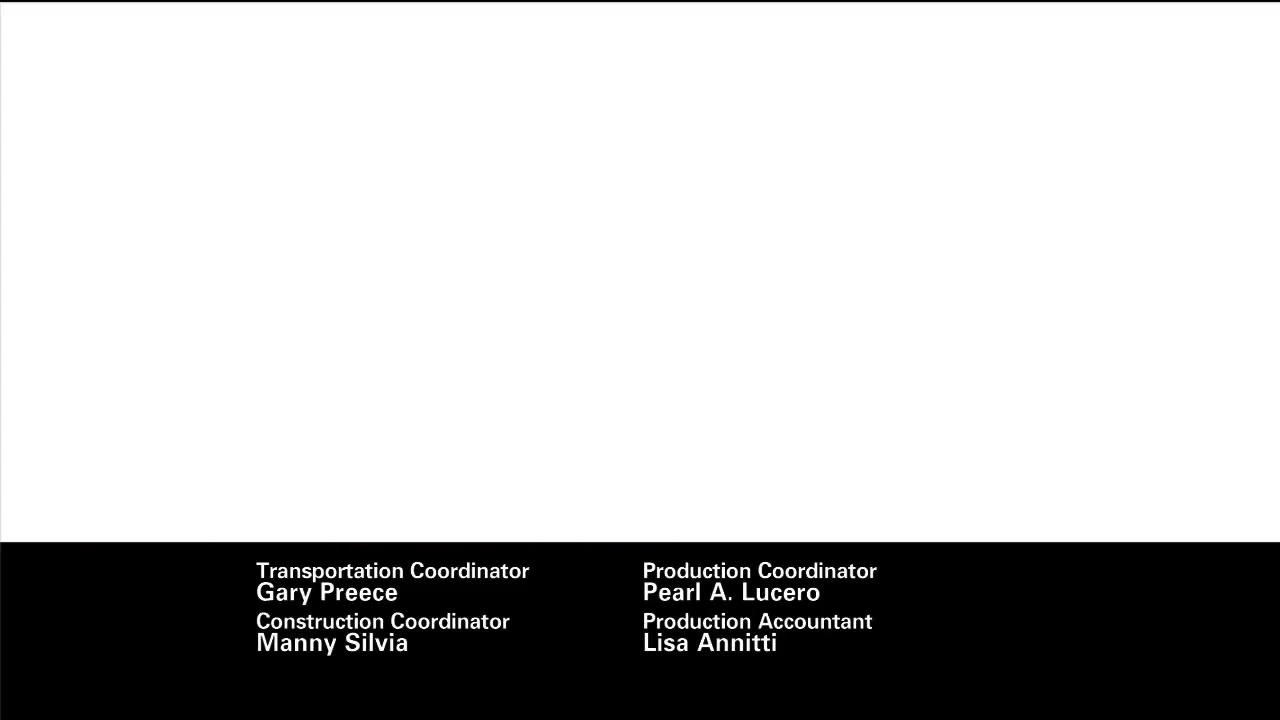 Transportation Coordinator
Gary Preece
Construction Coordinator
Manny Silvia
Production Coordinator
Pearl A. Lucero
Production Accountant
Lisa Annitti